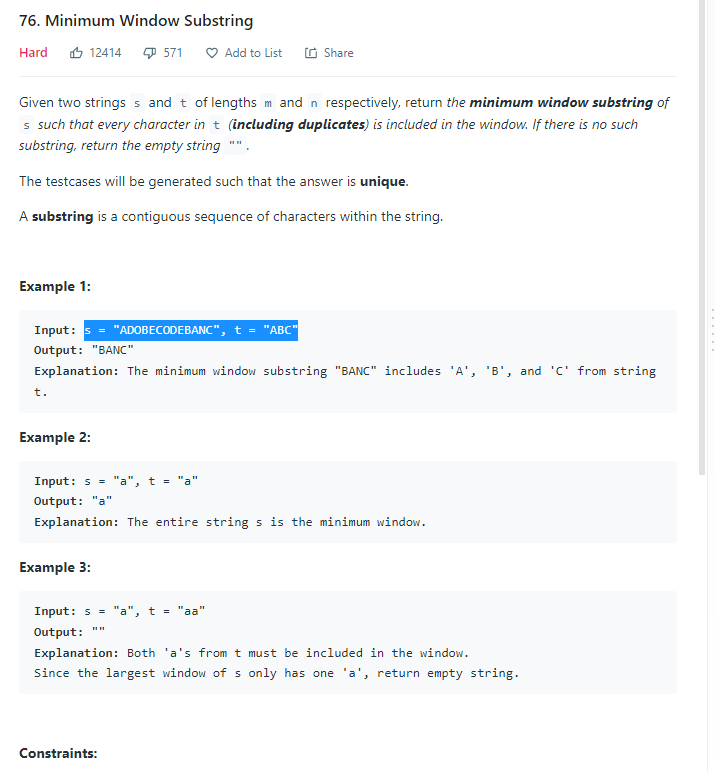 76. Minimum Window Substring
Hard 12414 571 Add to List Share
Given two strings s and t of lengths m and n respectively, return the minimum window substring of
s such that every character in t (including duplicates) is included in the window. If there is no such
substring, return the empty string "".
The testcases will be generated such that the answer is unique.
A substring is a contiguous sequence of characters within the string.
Example 1:
Input: s = "ADOBECODEBANC", t = "ABC"
Output: "BANC"
Explanation: The minimum window substring "BANC" includes 'A', 'B', and 'C' from string
t.
Example 2:
Input: s = "a", t = "a"
Output: "a"
Explanation: The entire string s is the minimum window.
Example 3:
Input: s = "a", t = "aa"
Output: ""
Explanation: Both 'a's from t must be included in the window.
Since the largest window of s only has one 'a', return empty string.
Constraints: